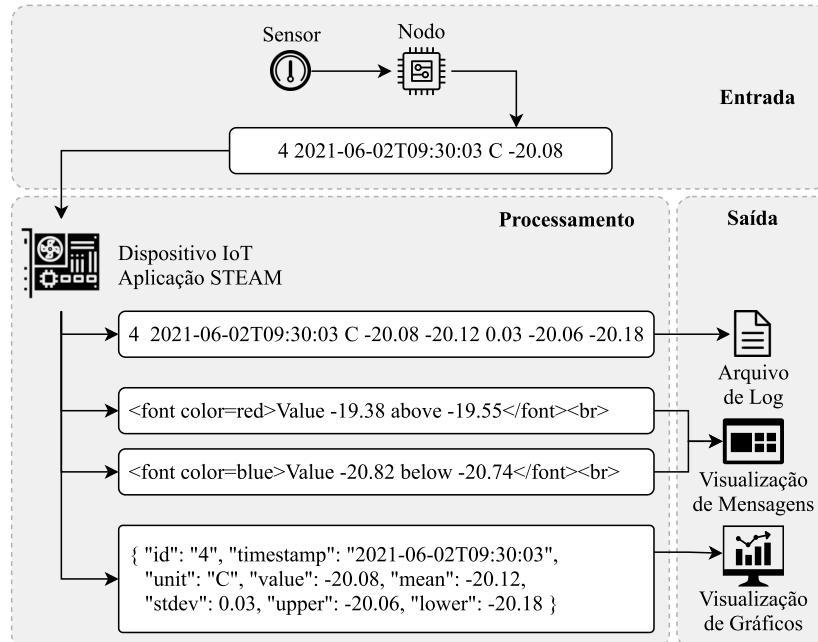 Sensor
Nodo
Entrada
4 2021-06-02T09:30:03 C -20.08
Processamento
Saída
Dispositivo IoT
Aplicação STEAM
4  2021-06-02T09:30:03 C -20.08 -20.12 0.03 -20.06 -20.18
Arquivo
de Log
<font color=red>Value -19.38 above -19.55</font><br>
<font color=blue>Value -20.82 below -20.74</font><br>
Visualização
de Mensagens
{ "id": "4", "timestamp": "2021-06-02T09:30:03",
"unit": "C", "value": -20.08, "mean": -20.12,
"stdev": 0.03, "upper": -20.06, "lower": -20.18 }
Visualização
de Gráficos